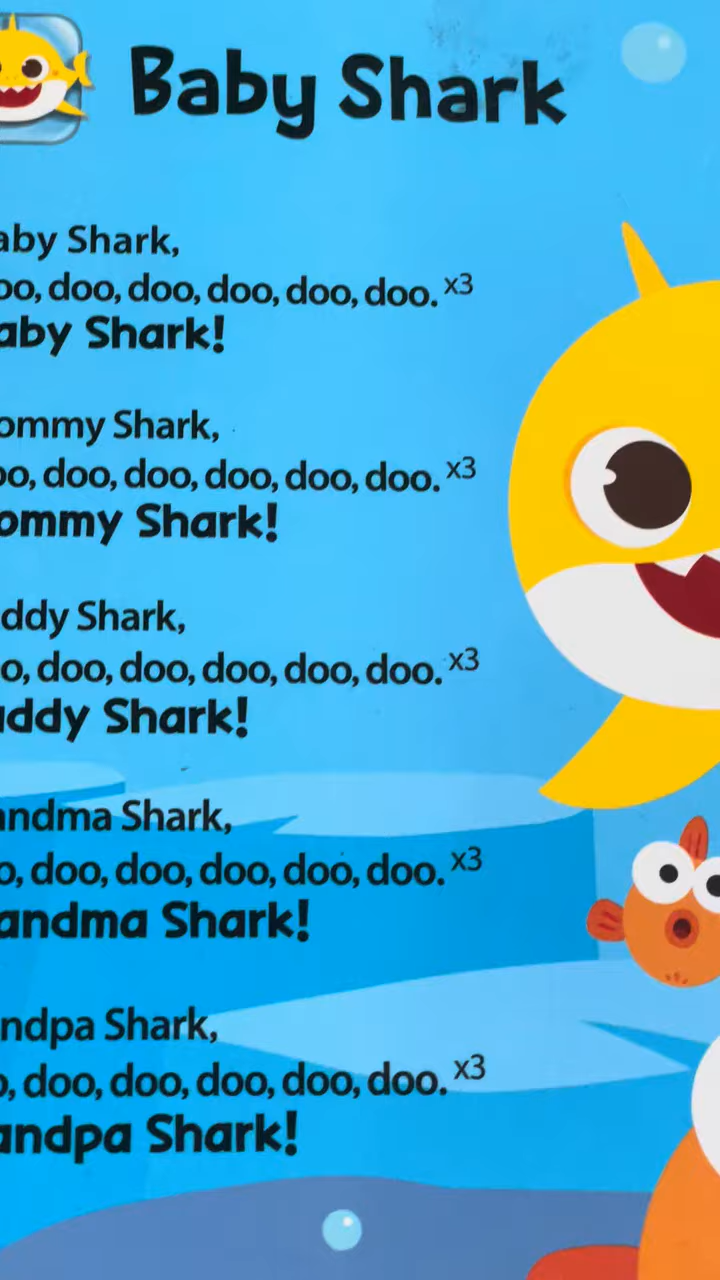 Baby Shark
aby Shark,
oo, doo, doo, doo, doo, doo. x3
aby Shark!
ommy Shark,
oo, doo, doo, doo, doo, doo. x3
ommy Shark!
ddy Shark,
o, doo, doo, doo, doo, doo. x3
addy Shark!
andma Shark,
o, doo, doo, doo, doo, doo. x3
andma Shark!
ndpa Shark,
o, doo, doo, doo, doo, doo. x3
andpa Shark!